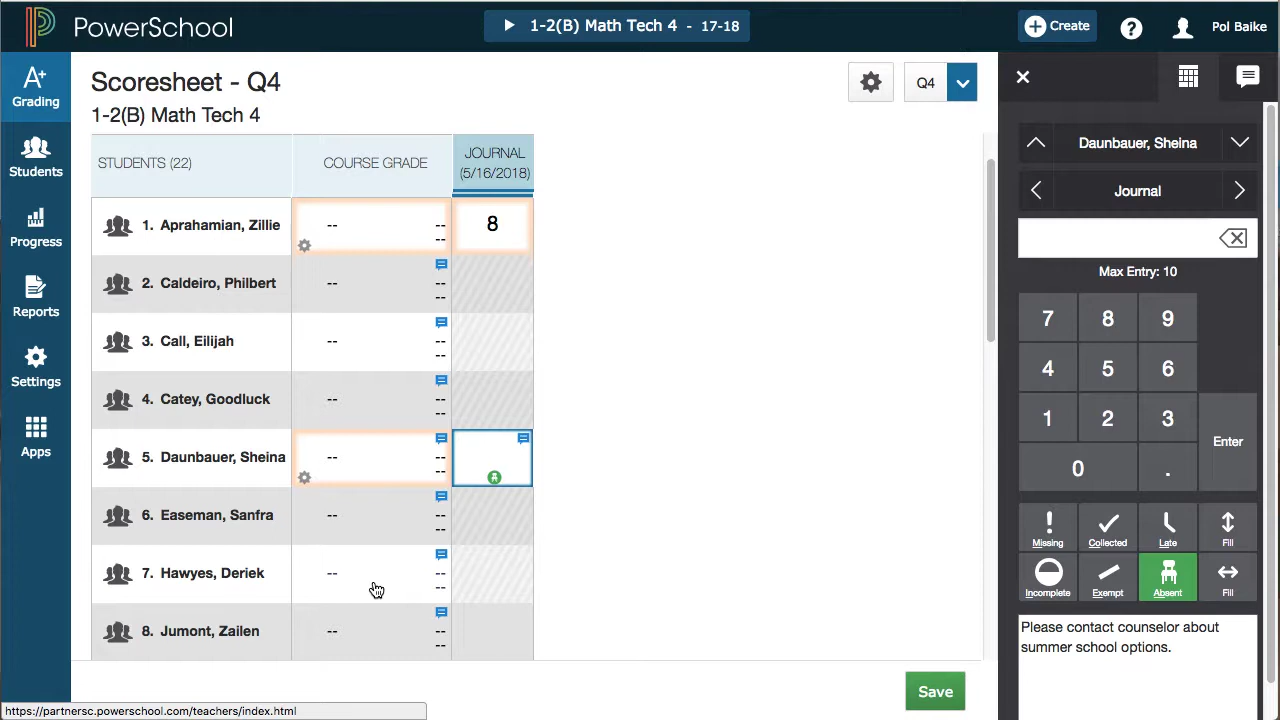 PowerSchool
1-2(B) Math Tech 4 - 17-18
Create
?
Pol Baike
A+
Grading
Students
Progress
Reports
Settings
Apps
Scoresheet - Q4
1-2(B) Math Tech 4
Q4
STUDENTS (22)
COURSE GRADE
JOURNAL
(5/16/2018)
1. Aprahamian, Zillie
--
--
--
8
2. Caldeiro, Philbert
--
--
--
3. Call, Eilijah
--
--
--
4. Catey, Goodluck
--
--
--
5. Daunbauer, Sheina
--
--
--
6. Easeman, Sanfra
--
--
--
7. Hawyes, Deriek
--
--
--
8. Jumont, Zailen
--
--
Save
https://partnersc.powerschool.com/teachers/index.html
Daunbauer, Sheina
Journal
Max Entry: 10
7 8 9
4 5 6
1 2 3
Enter
0 .
Missing Collected Late Fill
Incomplete Exempt Absent Fill
Please contact counselor about
summer school options.